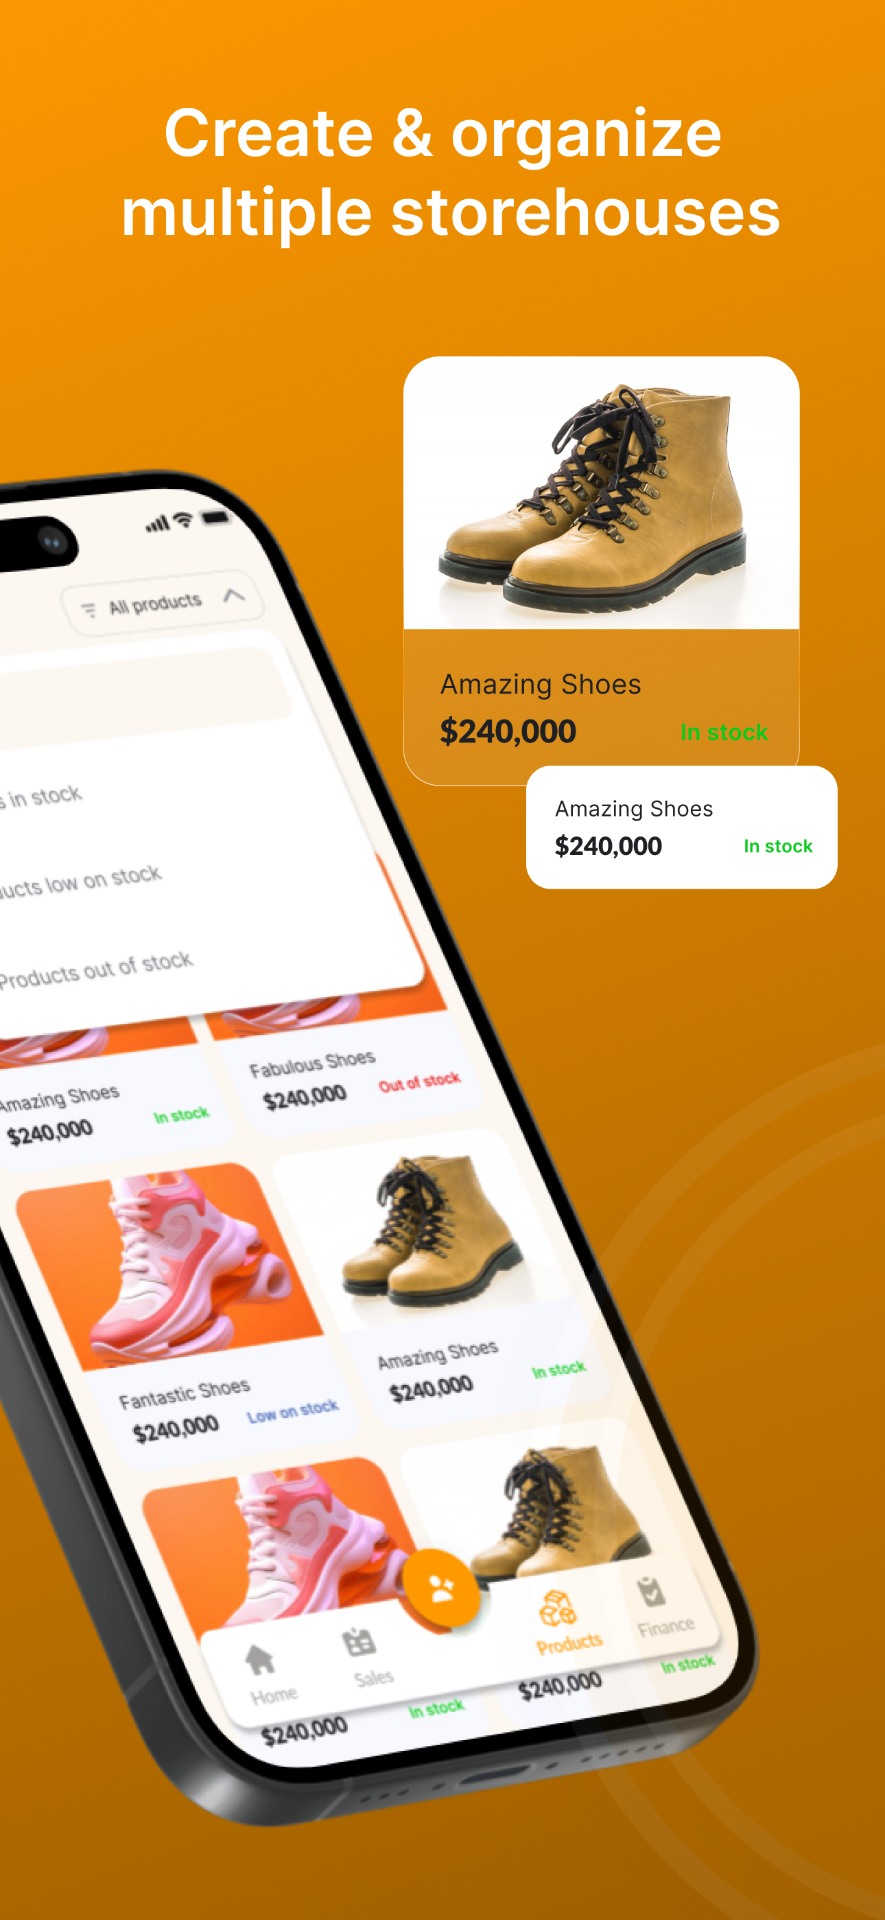 Create & organize
multiple storehouses
Amazing Shoes
$240,000
In stock
Amazing Shoes
$240,000
In stock
All products
in stock
low on stock
Products out of stock
Amazing Shoes
$240,000
In stock
Fabulous Shoes
$240,000
Out of stock
Fantastic Shoes
$240,000
Low on stock
Amazing Shoes
$240,000
In stock
Home
Sales
Products
Finance
$240,000
In stock
$240,000
In stock